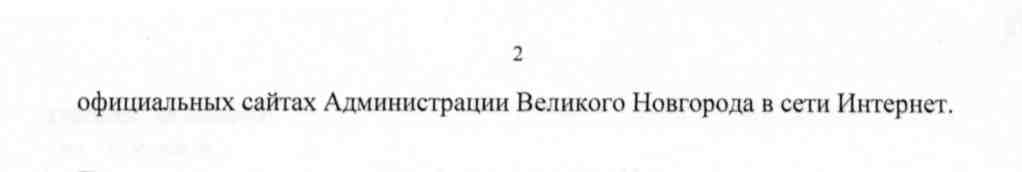 2
официальных сайтах Администрации Великого Новгорода в сети Интернет.